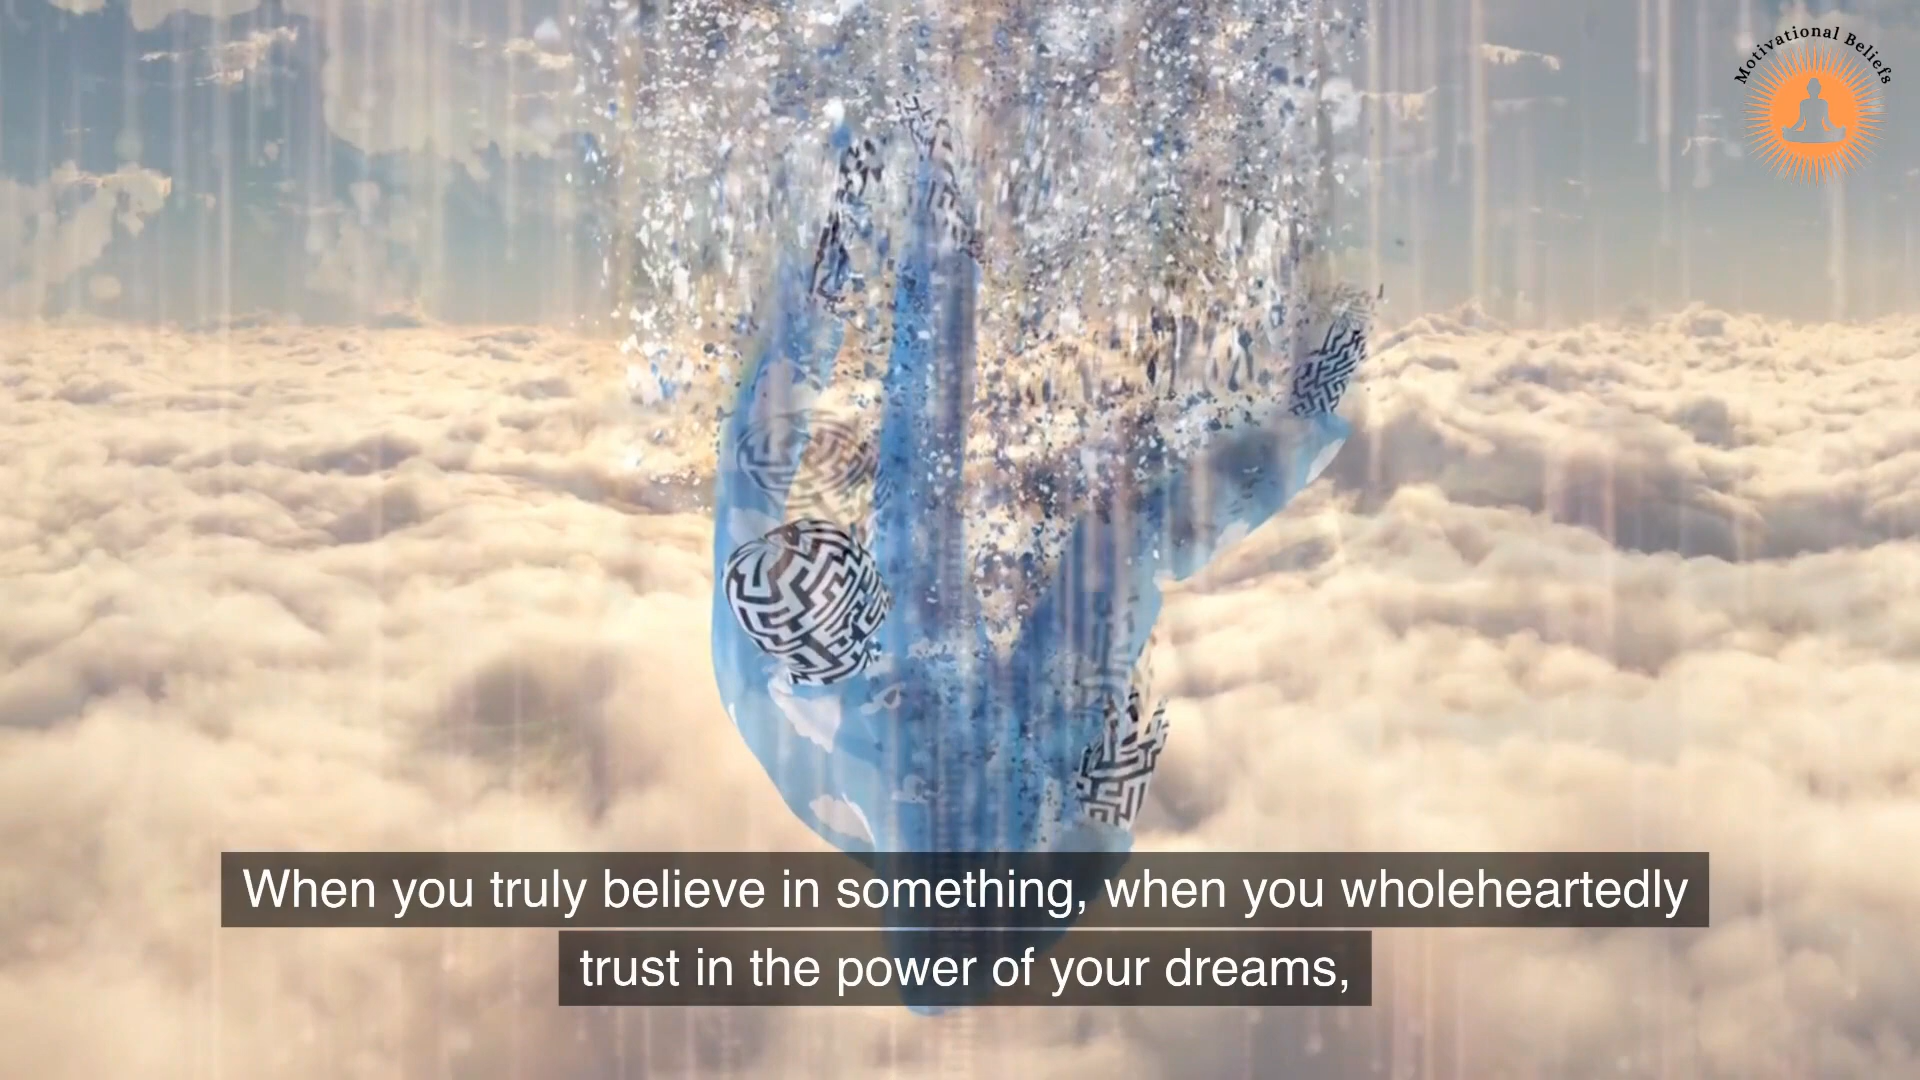 Motivational Beliefs
When you truly believe in something, when you wholeheartedly
trust in the power of your dreams,